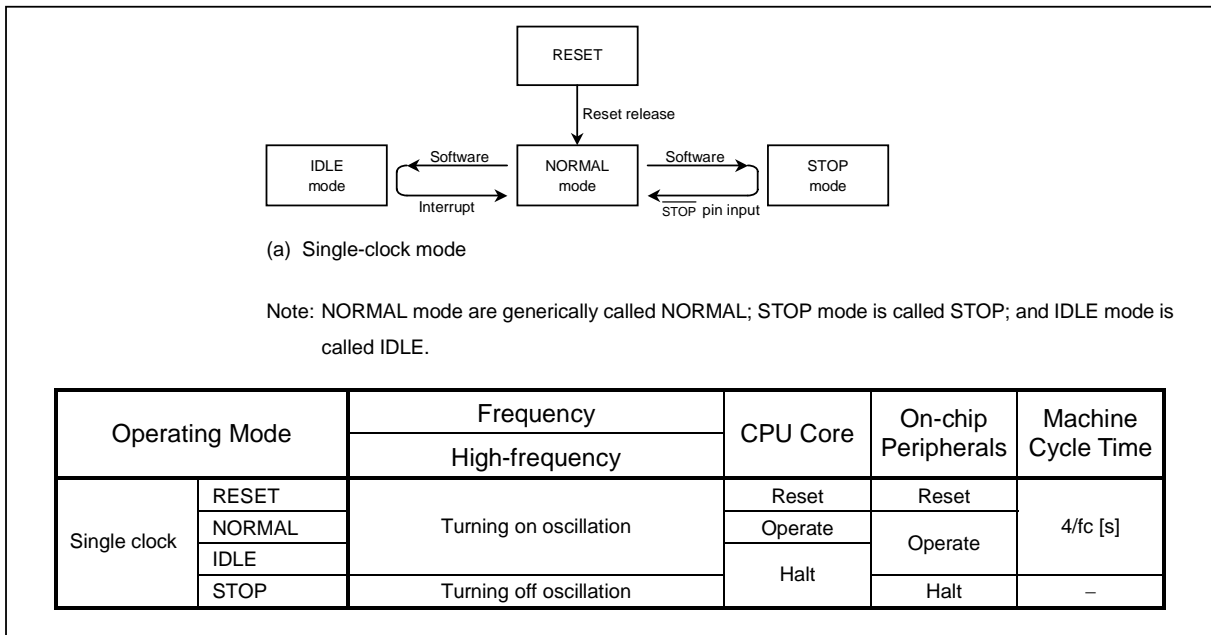 RESET
Reset release
IDLE
mode
Software
Interrupt
NORMAL
mode
Software
STOP pin input
STOP
mode
(a) Single-clock mode
Note: NORMAL mode are generically called NORMAL; STOP mode is called STOP; and IDLE mode is
called IDLE.
Operating Mode
Frequency
High-frequency
CPU Core
On-chip
Peripherals
Machine
Cycle Time
Single clock
RESET
Turning on oscillation
Reset
Reset
4/fc [s]
NORMAL
Operate
Operate
IDLE
Halt
STOP
Turning off oscillation
Halt
–